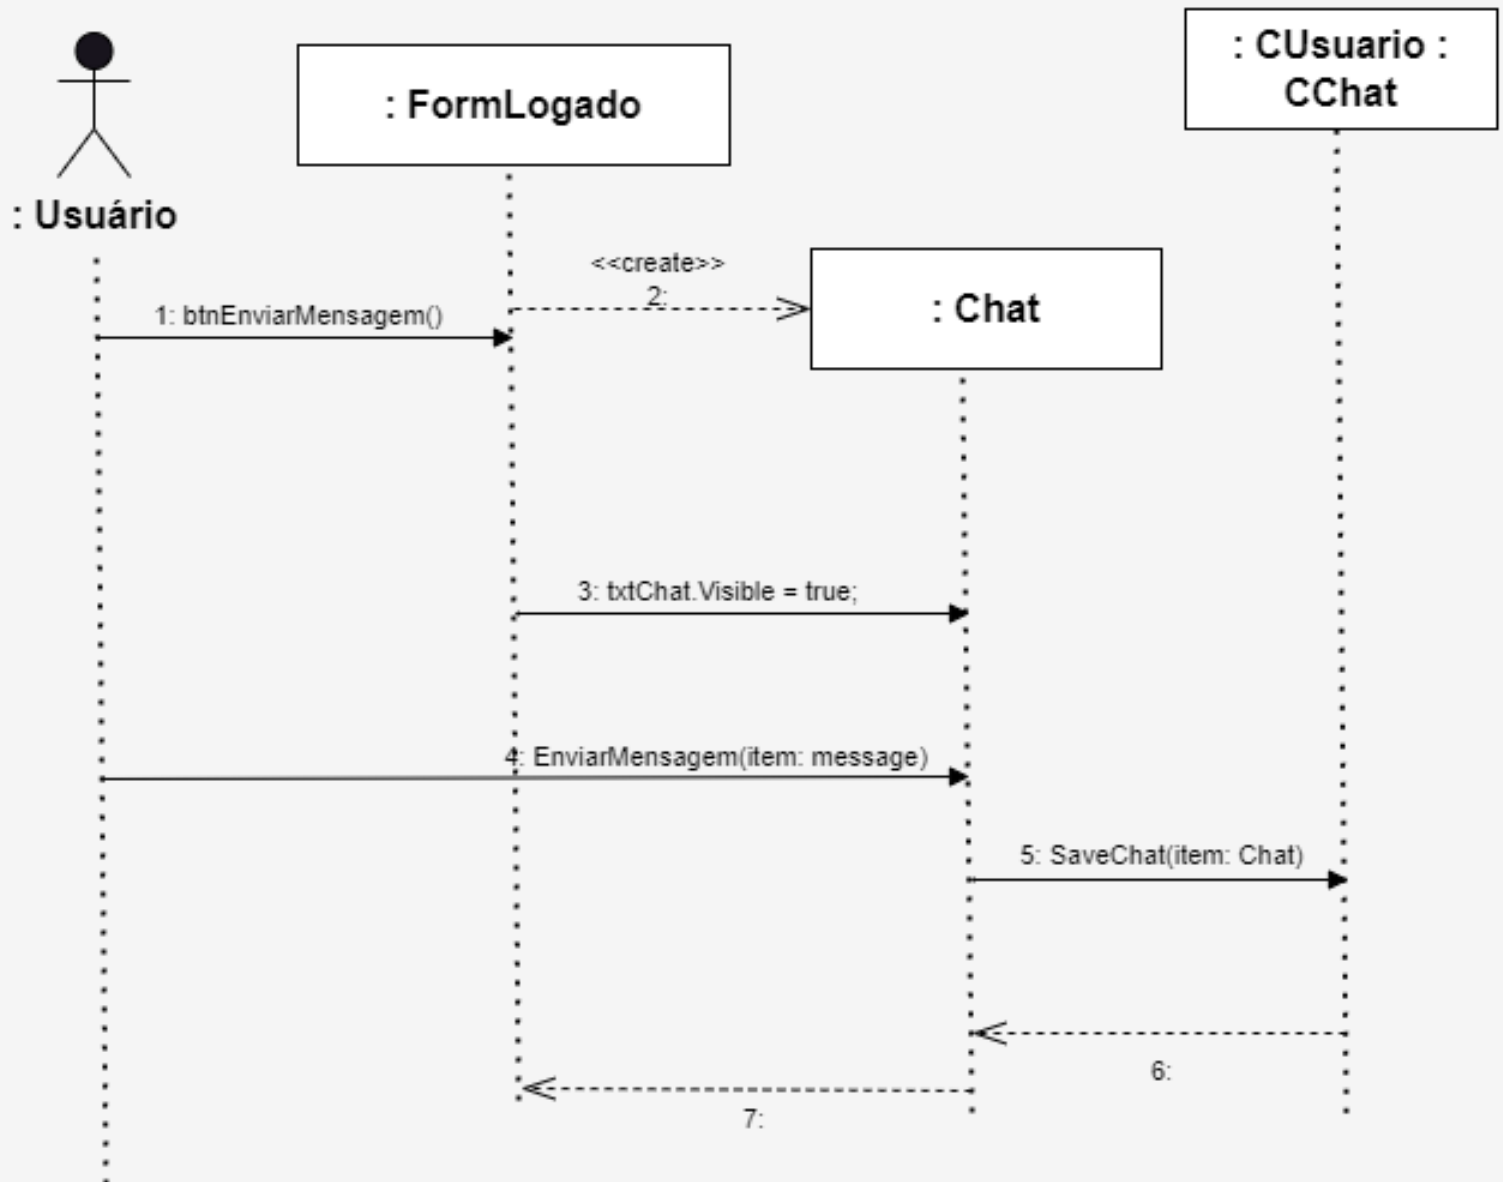 : CUsuario :
CChat
: FormLogado
: Usuário
<<create>>
2:
: Chat
1: btnEnviarMensagem()
3: txtChat.Visible = true;
4: EnviarMensagem(item: message)
5: SaveChat(item: Chat)
6:
7: